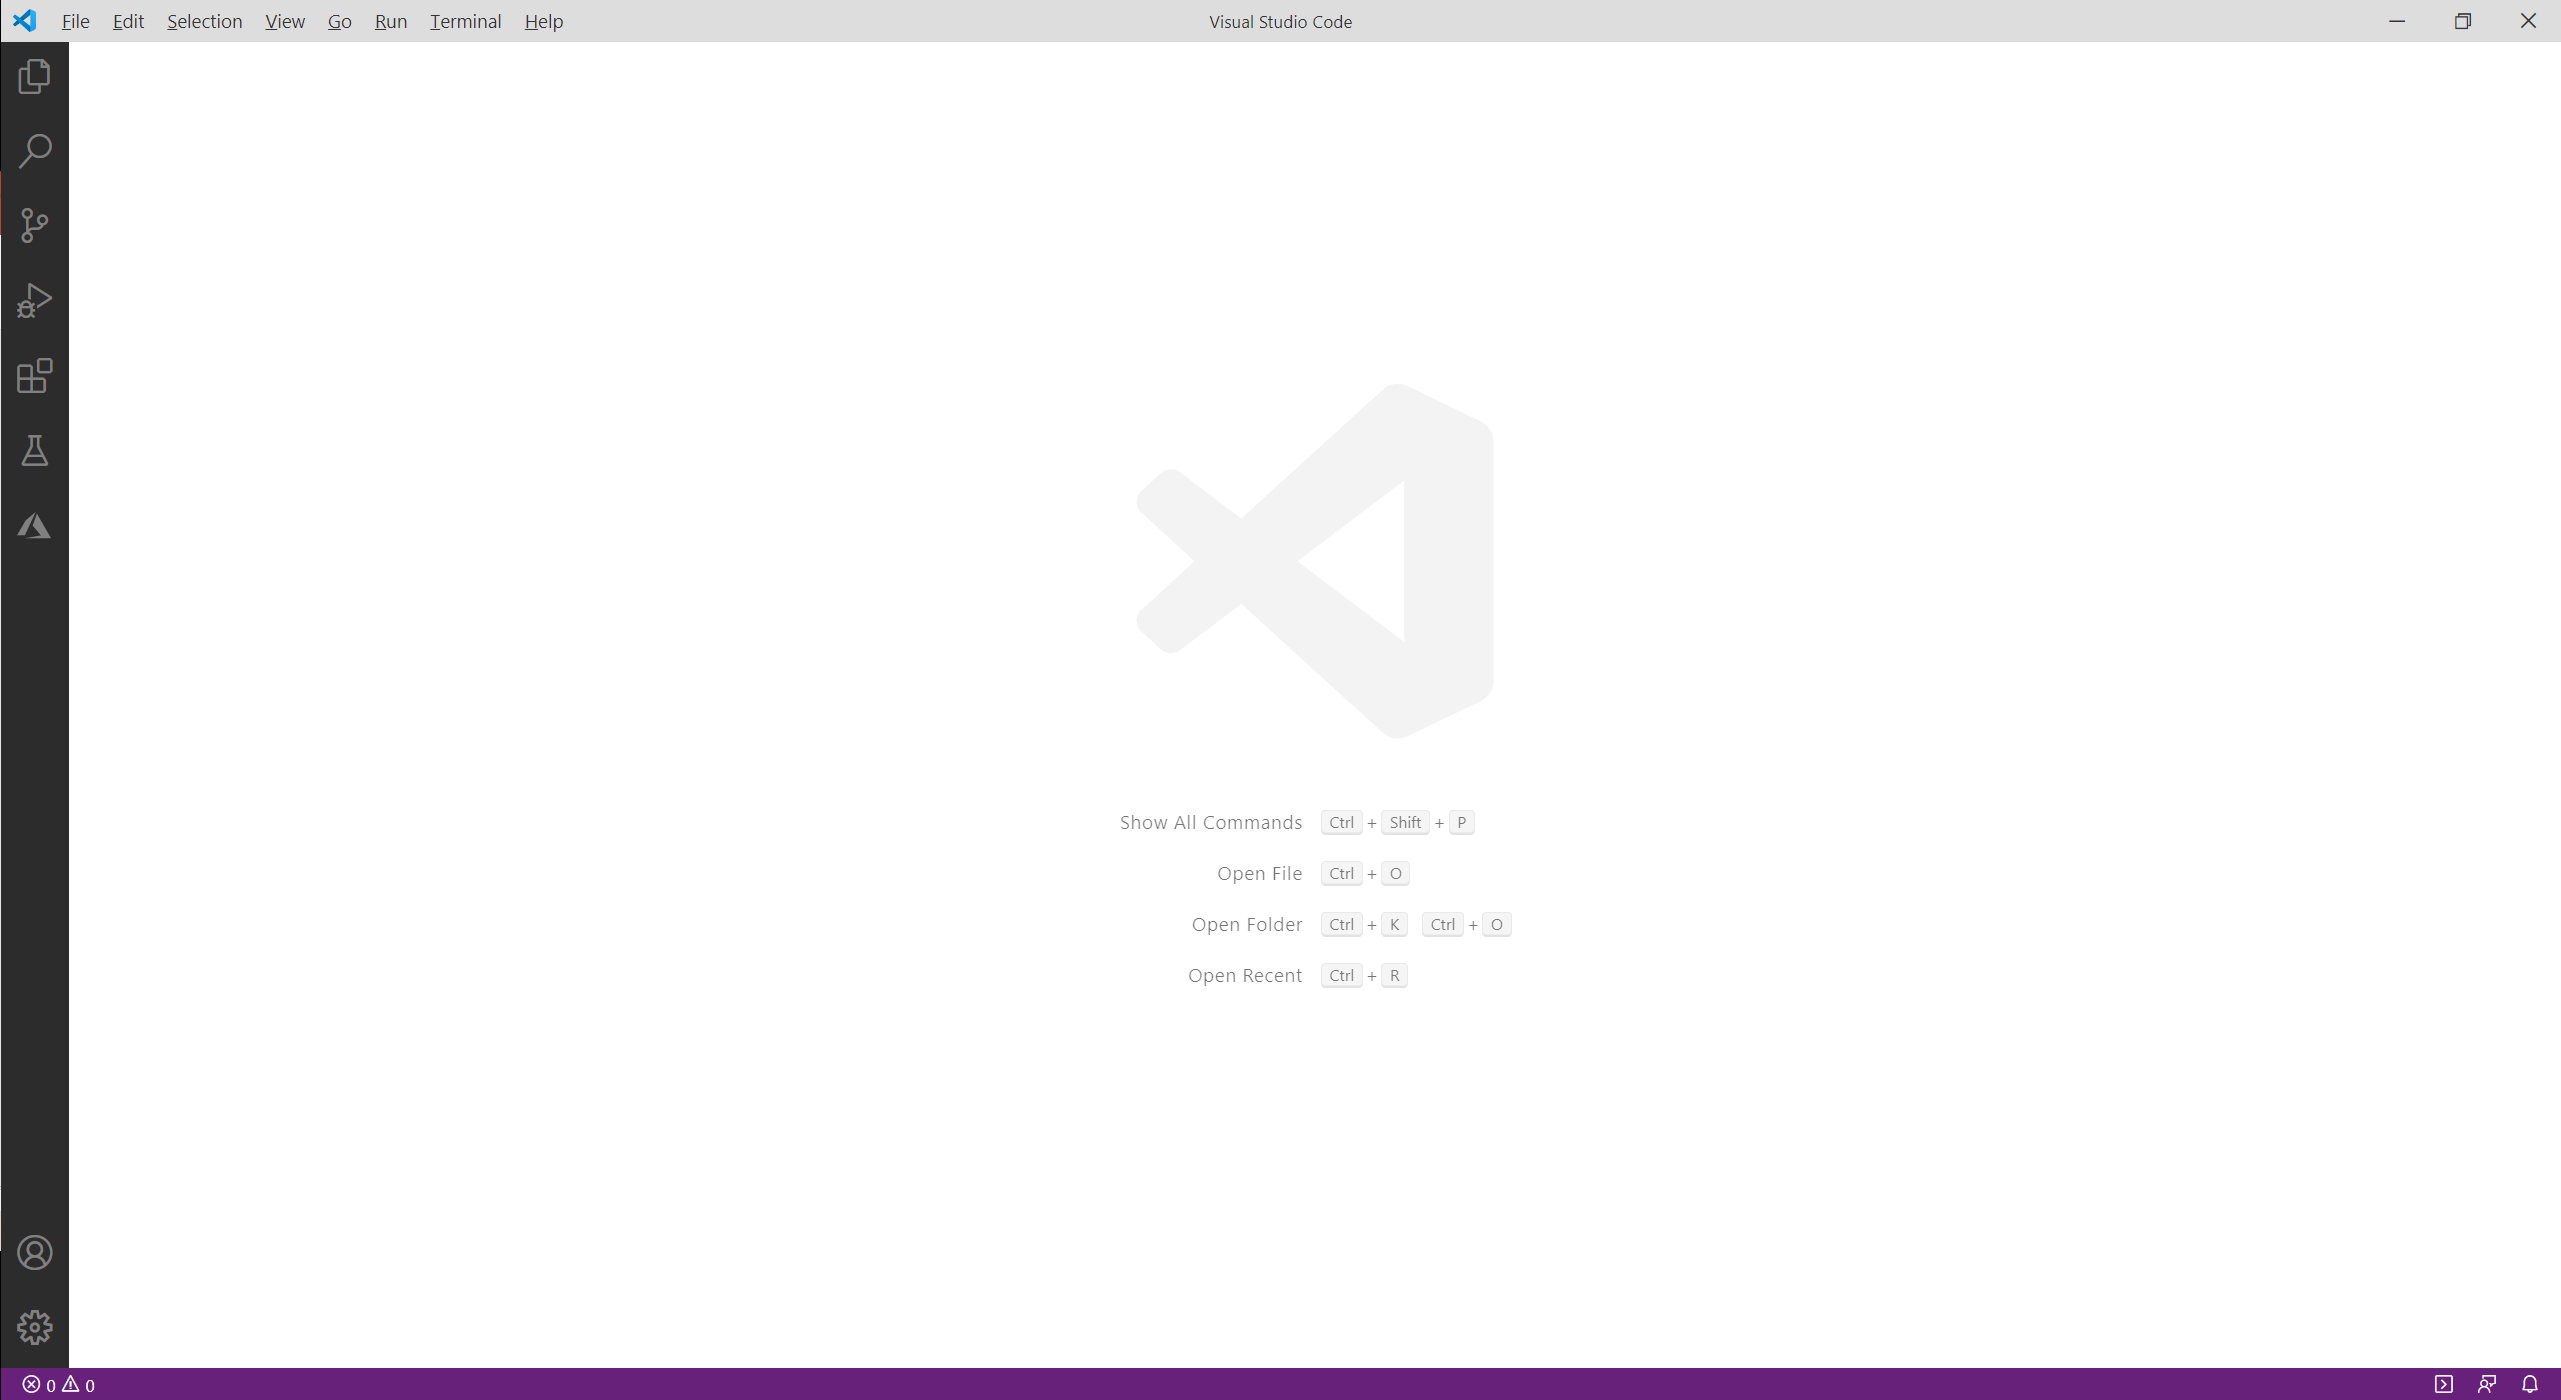 File Edit Selection View Go Run Terminal Help Visual Studio Code
Show All Commands Ctrl + Shift + P
Open File Ctrl + O
Open Folder Ctrl + K Ctrl + O
Open Recent Ctrl + R
0 0